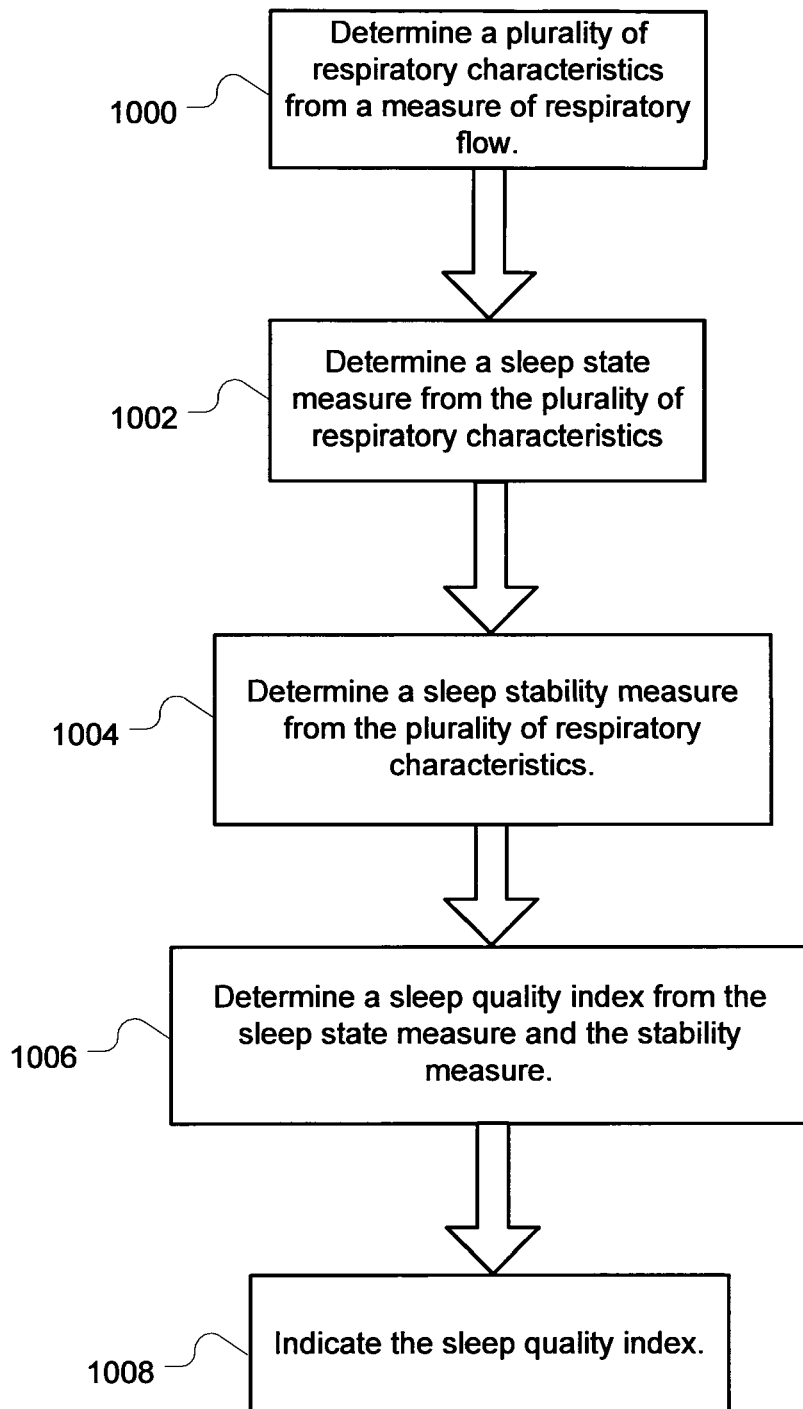 Determine a plurality of
respiratory characteristics
from a measure of respiratory
flow.
1000
Determine a sleep state
measure from the plurality of
respiratory characteristics
1002
Determine a sleep stability measure
from the plurality of respiratory
characteristics.
1004
Determine a sleep quality index from the
sleep state measure and the stability
measure.
1006
Indicate the sleep quality index.
1008